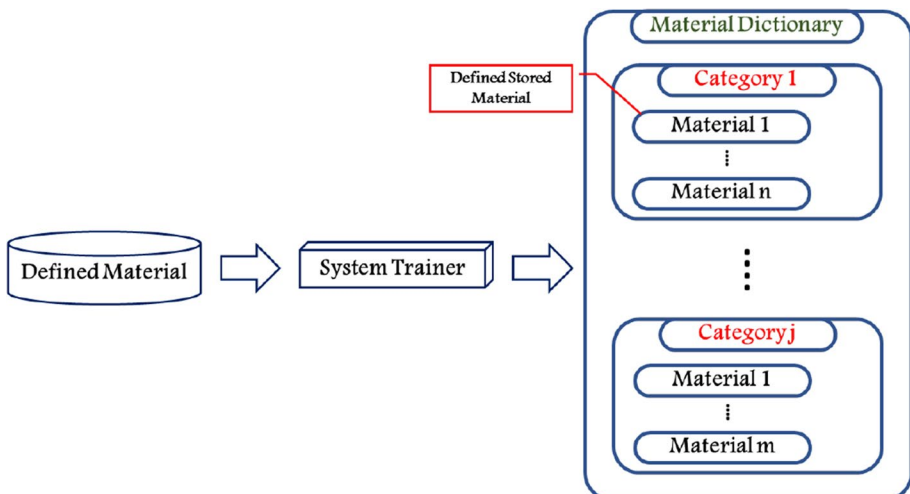 Material Dictionary
Defined Stored
Material
Category 1
Material 1
Material n
Defined Material
System Trainer
Category j
Material 1
Material m